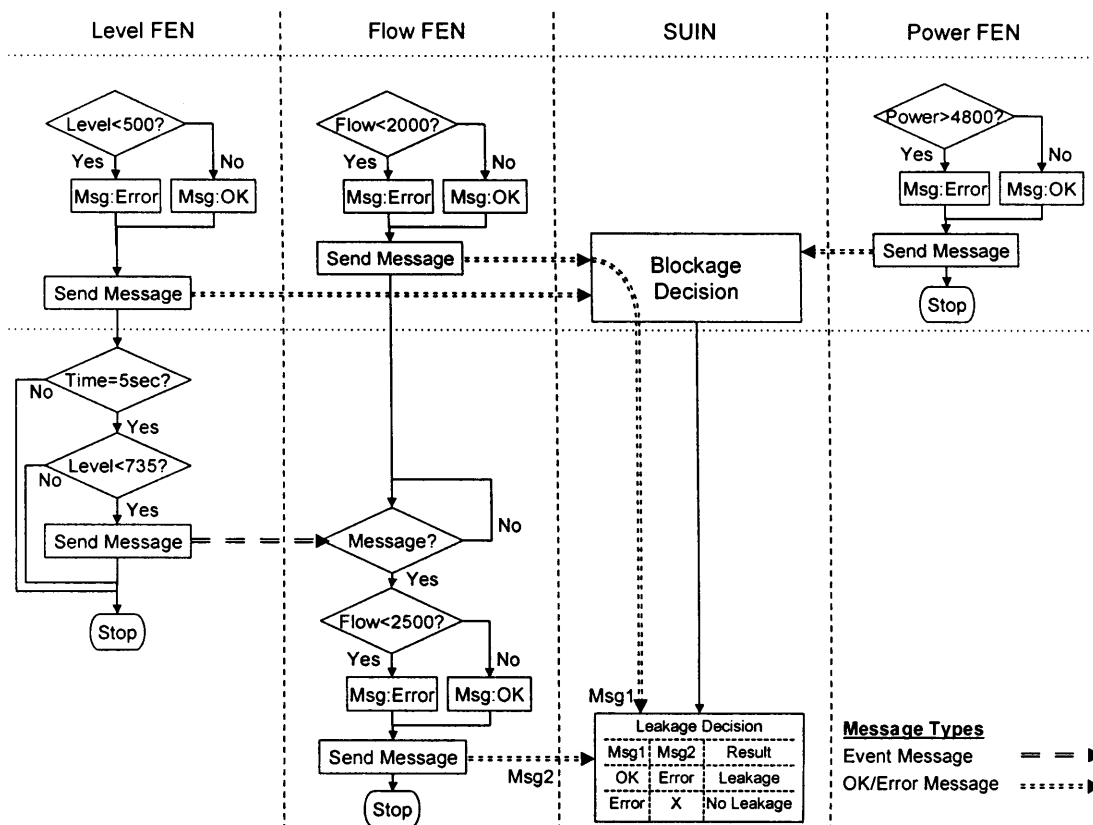 Level FEN
Flow FEN
SUIN
Power FEN
Level<500?
Yes
No
Msg:Error
Msg:OK
Send Message
Flow<2000?
Yes
No
Msg:Error
Msg:OK
Send Message
Blockage
Decision
Power>4800?
Yes
No
Msg:Error
Msg:OK
Send Message
Stop
Time=5sec?
No
Yes
Level<735?
No
Yes
Send Message
Stop
Message?
No
Yes
Flow<2500?
Yes
No
Msg:Error
Msg:OK
Send Message
Stop
Msg1
Msg2
Leakage Decision
Msg1 Msg2 Result
OK Error Leakage
Error X No Leakage
Message Types
Event Message
OK/Error Message